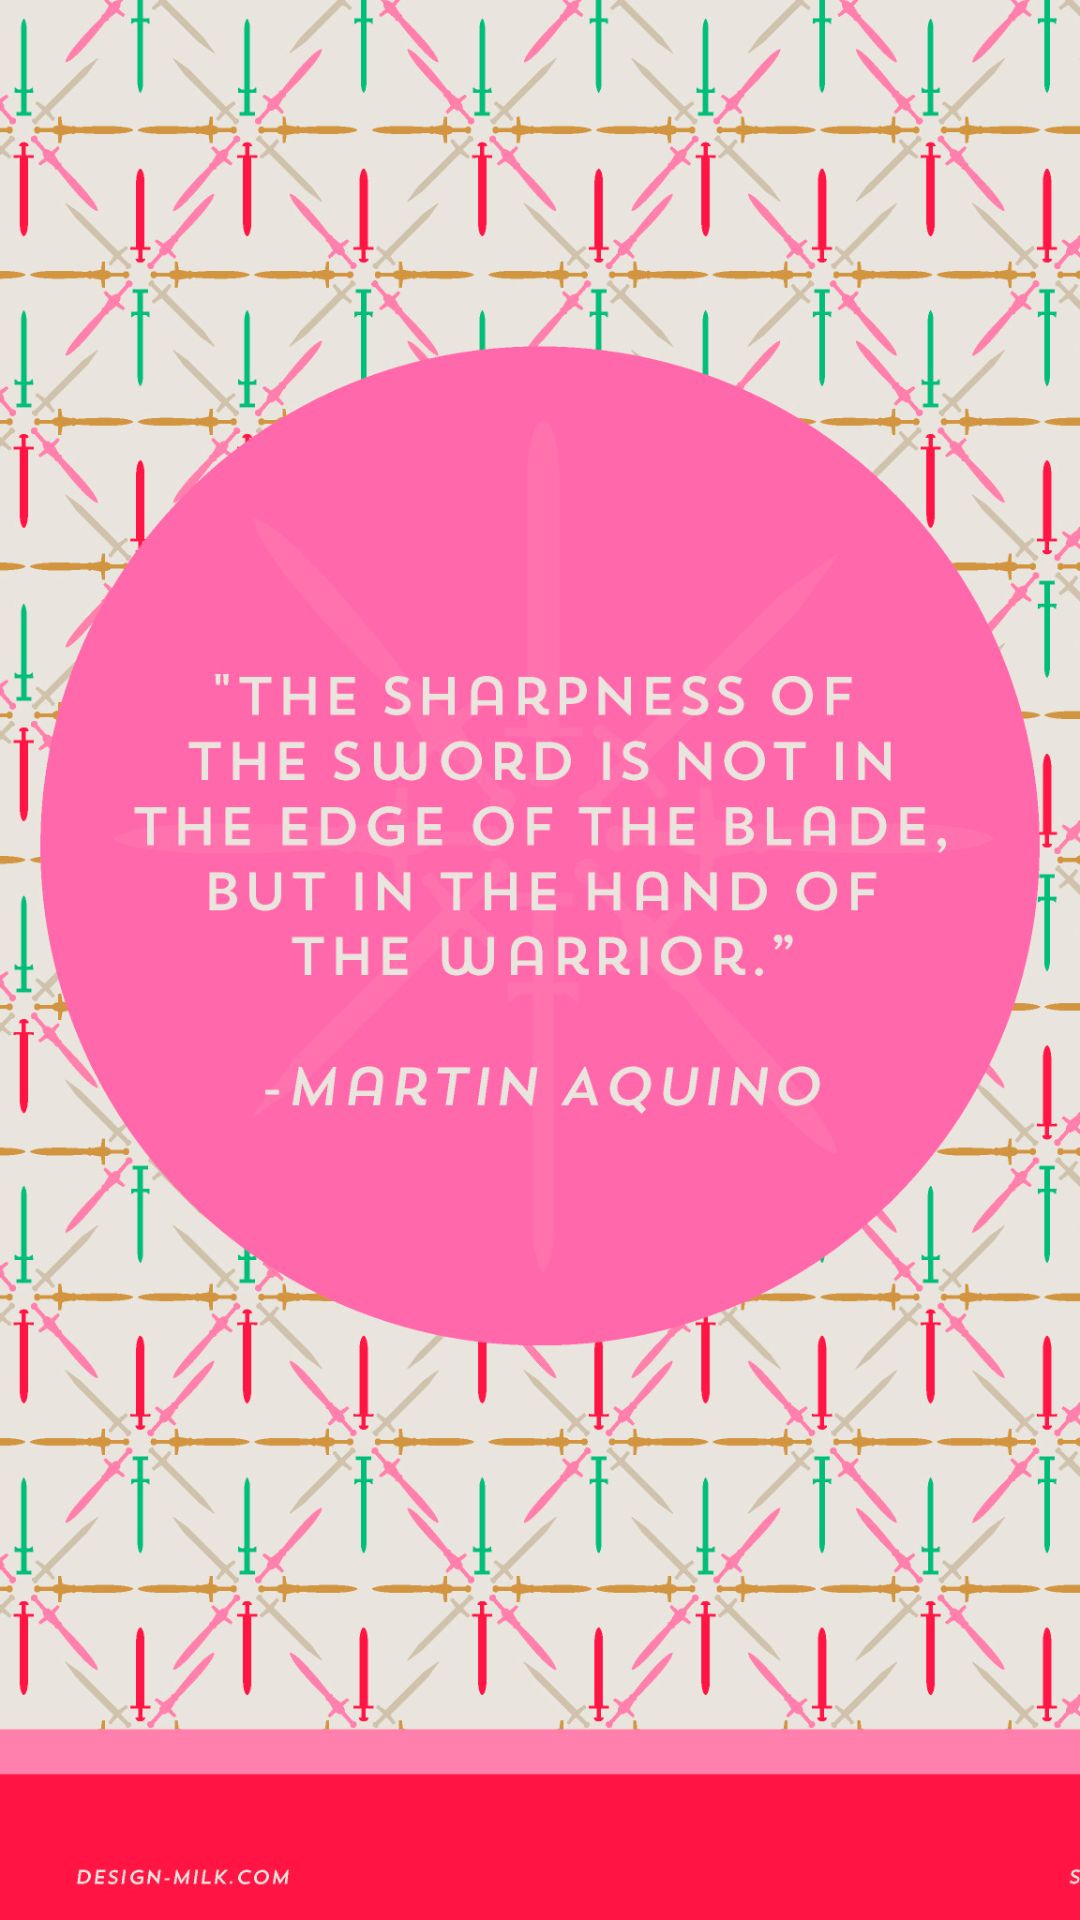 "THE SHARPNESS OF
THE SWORD IS NOT IN
THE EDGE OF THE BLADE,
BUT IN THE HAND OF
THE WARRIOR.”
-MARTIN AQUINO
DESIGN-MILK.COM